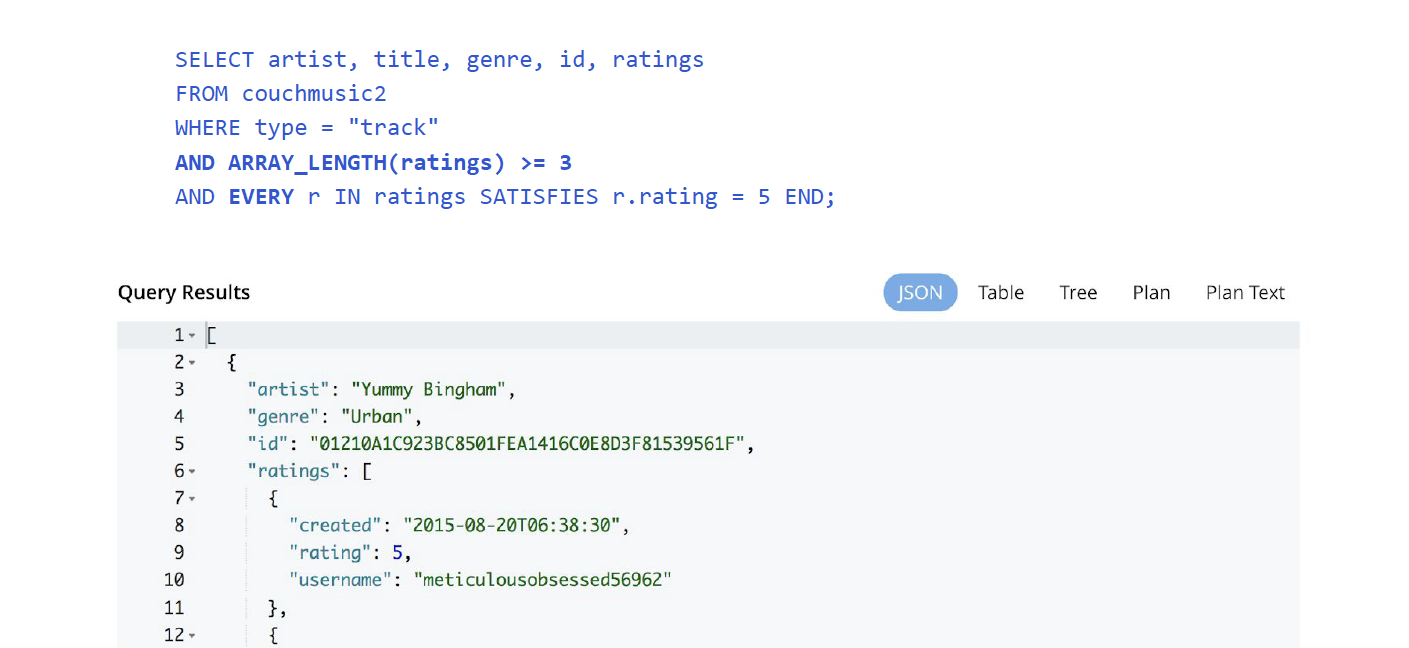 SELECT artist, title, genre, id, ratings
FROM couchmusic2
WHERE type = "track"
AND ARRAY_LENGTH(ratings) >= 3
AND EVERY r IN ratings SATISFIES r.rating = 5 END;
Query Results JSON Table Tree Plan Plan Text
1 [
2 {
3 "artist": "Yummy Bingham",
4 "genre": "Urban",
5 "id": "01210A1C923BC8501FEA1416C0E8D3F81539561F",
6 "ratings": [
7 {
8 "created": "2015-08-20T06:38:30",
9 "rating": 5,
10 "username": "meticulousobsessed56962"
11 },
12 {